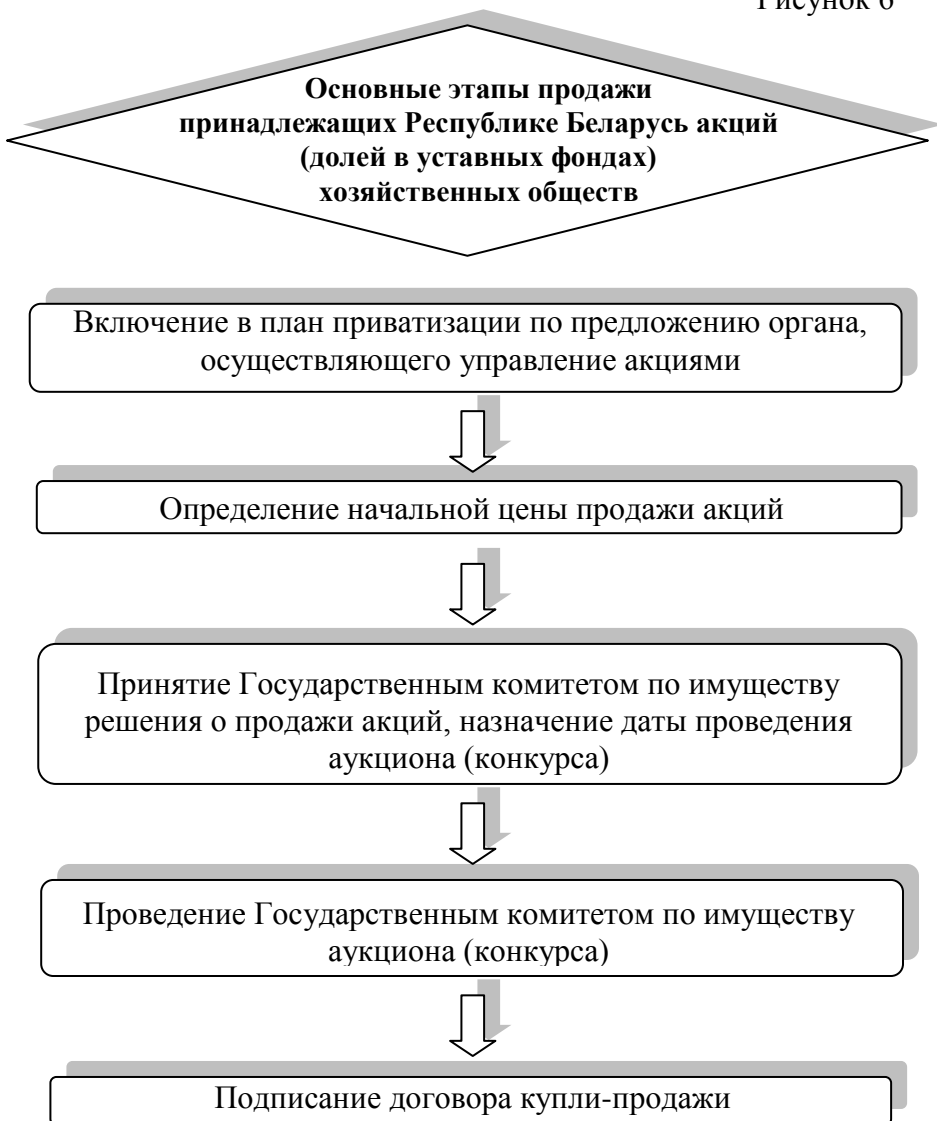 Рисунок 6
Основные этапы продажи
принадлежащих Республике Беларусь акций
(долей в уставных фондах)
хозяйственных обществ
Включение в план приватизации по предложению органа,
осуществляющего управление акциями
Определение начальной цены продажи акций
Принятие Государственным комитетом по имуществу
решения о продажи акций, назначение даты проведения
аукциона (конкурса)
Проведение Государственным комитетом по имуществу
аукциона (конкурса)
Подписание договора купли-продажи